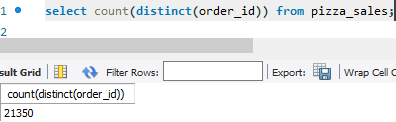 1 select count(distinct(order_id)) from pizza_sales;
2
sult Grid Filter Rows: Export: Wrap Cell C
count(distinct(order_id))
21350